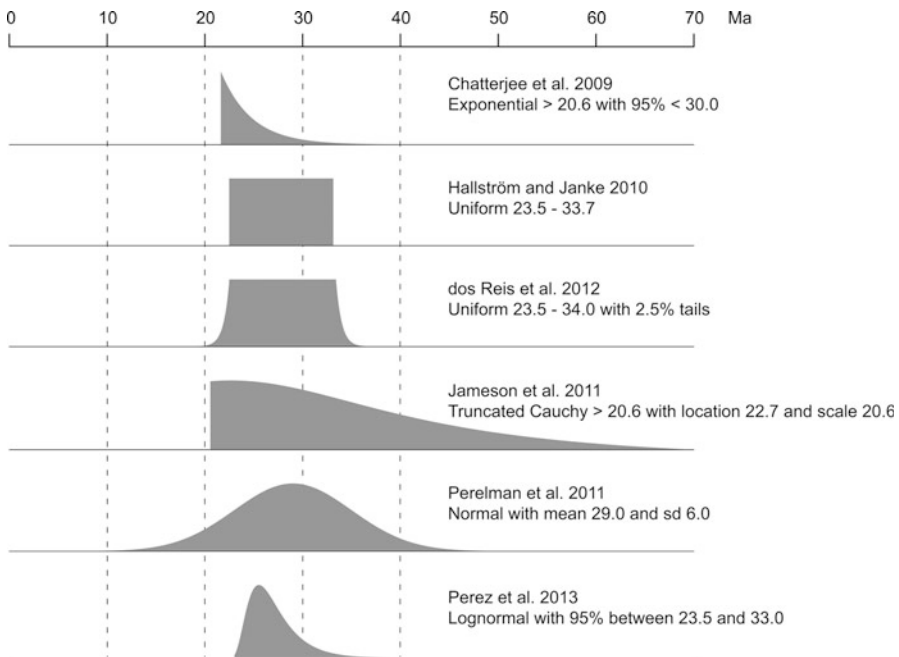 0 10 20 30 40 60 70 Ma
Chatterjee et al. 2009
Exponential > 20.6 with 95% < 30.0
Hallström and Janke 2010
Uniform 23.5 - 33.7
dos Reis et al. 2012
Uniform 23.5 - 34.0 with 2.5% tails
Jameson et al. 2011
Truncated Cauchy > 20.6 with location 22.7 and scale 20.6
Perelman et al. 2011
Normal with mean 29.0 and sd 6.0
Perez et al. 2013
Lognormal with 95% between 23.5 and 33.0